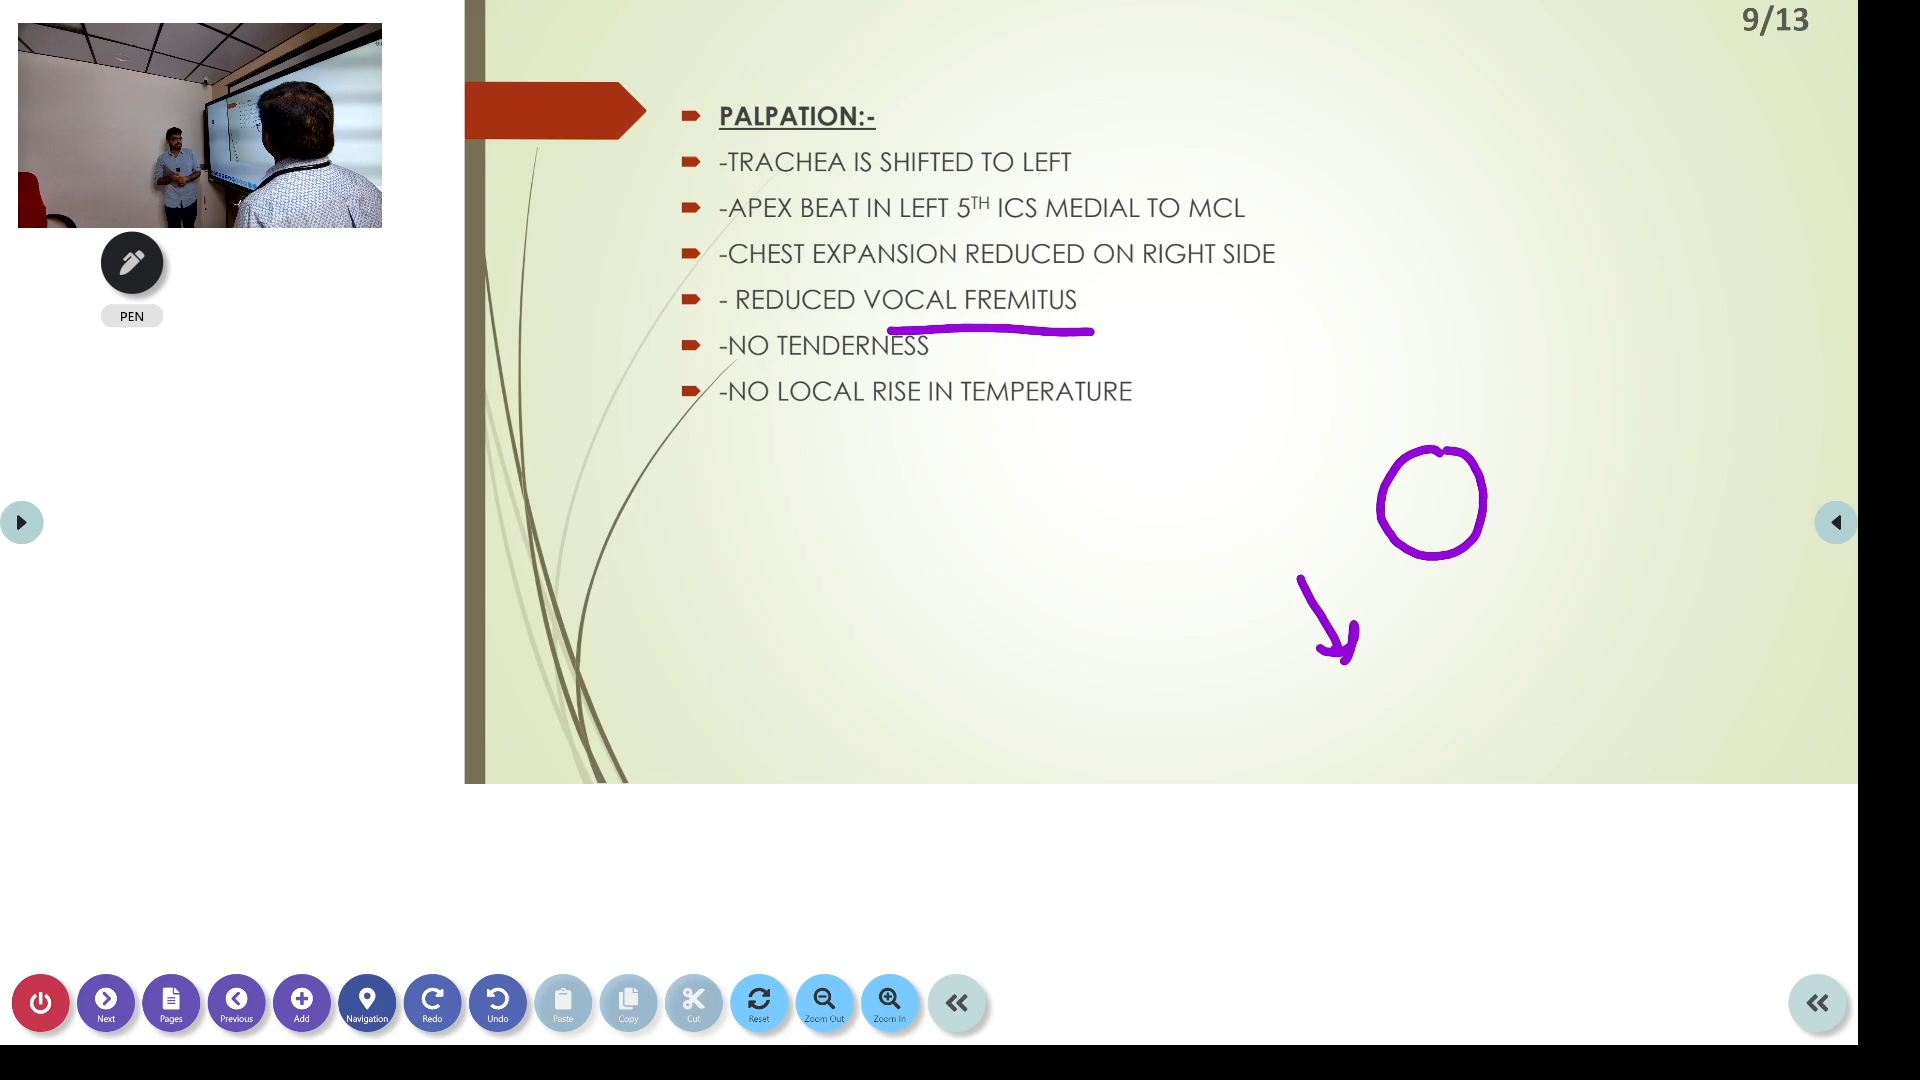 9/13
PALPATION:-
-TRACHEA IS SHIFTED TO LEFT
-APEX BEAT IN LEFT 5TH ICS MEDIAL TO MCL
-CHEST EXPANSION REDUCED ON RIGHT SIDE
- REDUCED VOCAL FREMITUS
-NO TENDERNESS
-NO LOCAL RISE IN TEMPERATURE
PEN
Next Pages Previous Add Navigation Redo Undo Paste Copy Cut Reset Zoom Out Zoom In